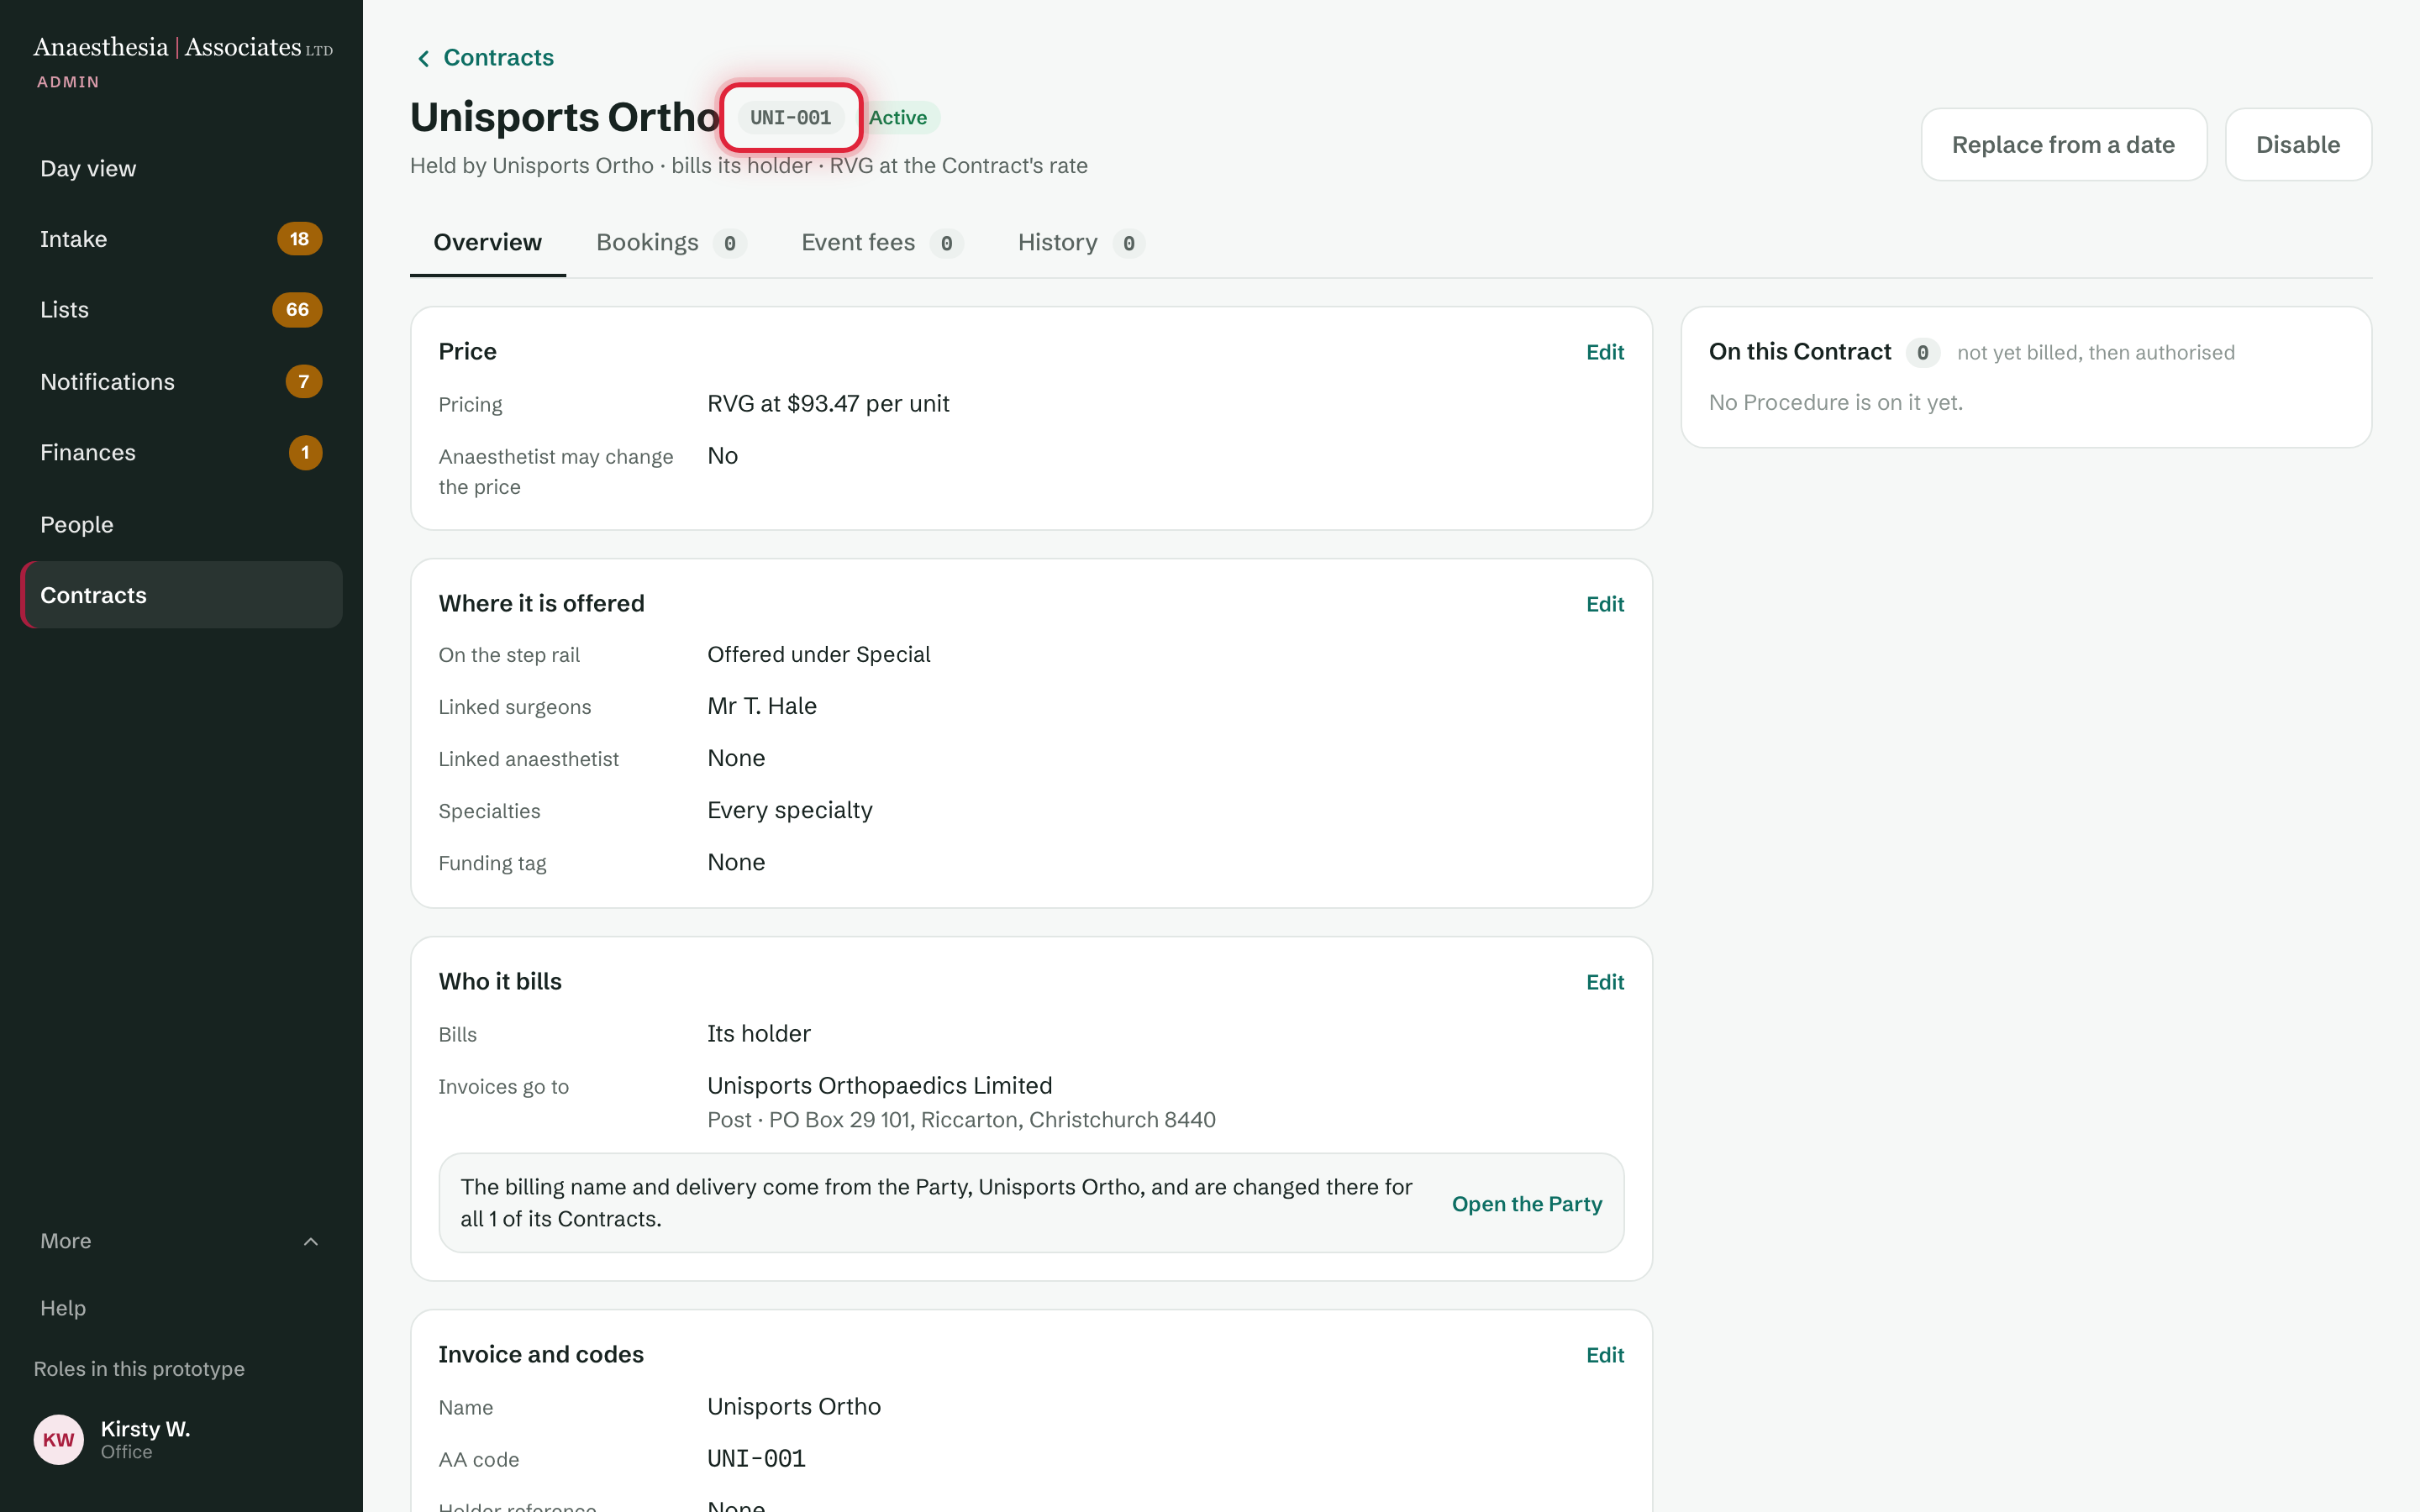 Anaesthesia | Associates LTD
ADMIN
Day view
Intake 18
Lists 66
Notifications 7
Finances 1
People
Contracts
More
Help
Roles in this prototype
KW
Kirsty W.
Office
Contracts
Unisports Ortho UNI-001 Active
Held by Unisports Ortho · bills its holder · RVG at the Contract's rate
Replace from a date
Disable
Overview
Bookings 0
Event fees 0
History 0
Price Edit
Pricing RVG at $93.47 per unit
Anaesthetist may change No
the price
Where it is offered Edit
On the step rail Offered under Special
Linked surgeons Mr T. Hale
Linked anaesthetist None
Specialties Every specialty
Funding tag None
Who it bills Edit
Bills Its holder
Invoices go to Unisports Orthopaedics Limited
Post · PO Box 29 101, Riccarton, Christchurch 8440
The billing name and delivery come from the Party, Unisports Ortho, and are changed there for
all 1 of its Contracts.
Open the Party
Invoice and codes Edit
Name Unisports Ortho
AA code UNI-001
Holder reference None
On this Contract 0 not yet billed, then authorised
No Procedure is on it yet.